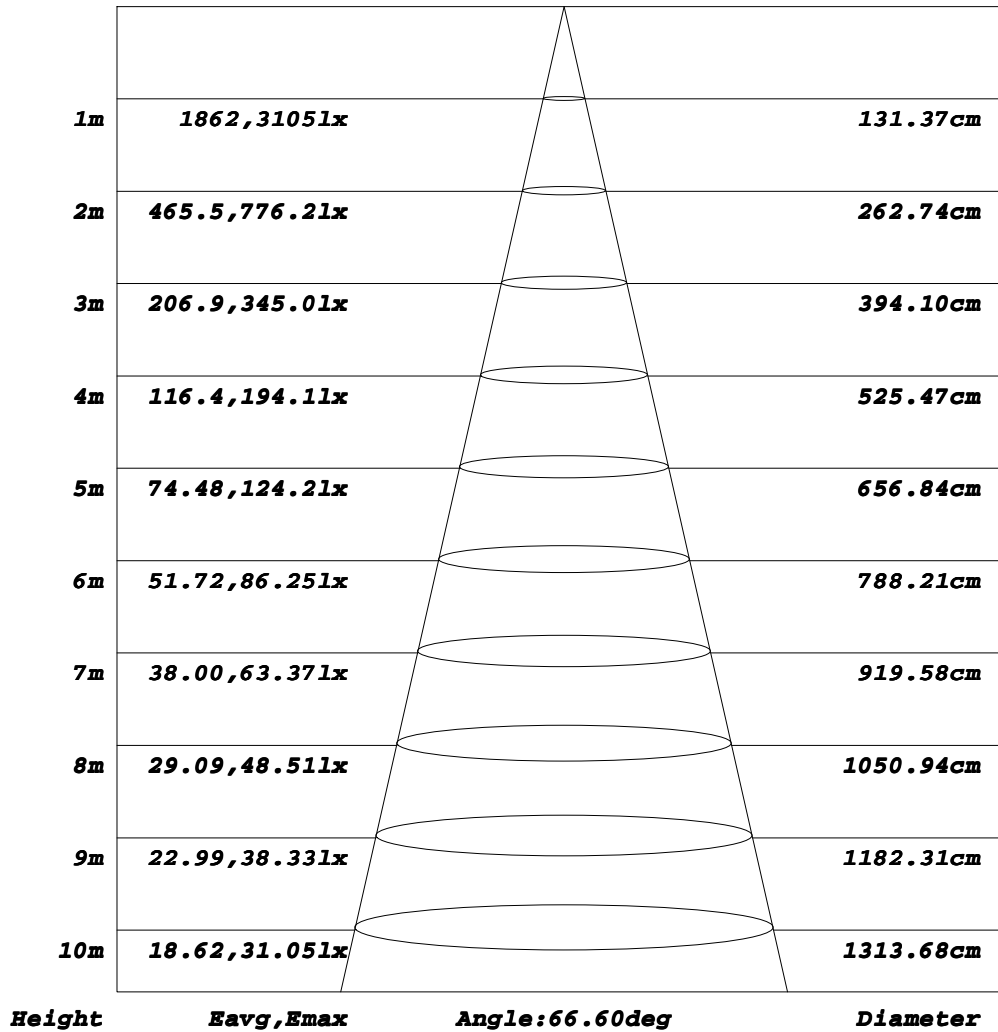 1m 1862,3105lx 131.37cm
2m 465.5,776.2lx 262.74cm
3m 206.9,345.0lx 394.10cm
4m 116.4,194.1lx 525.47cm
5m 74.48,124.2lx 656.84cm
6m 51.72,86.25lx 788.21cm
7m 38.00,63.37lx 919.58cm
8m 29.09,48.51lx 1050.94cm
9m 22.99,38.33lx 1182.31cm
10m 18.62,31.05lx 1313.68cm
Height Eavg,Emax Angle:66.60deg Diameter